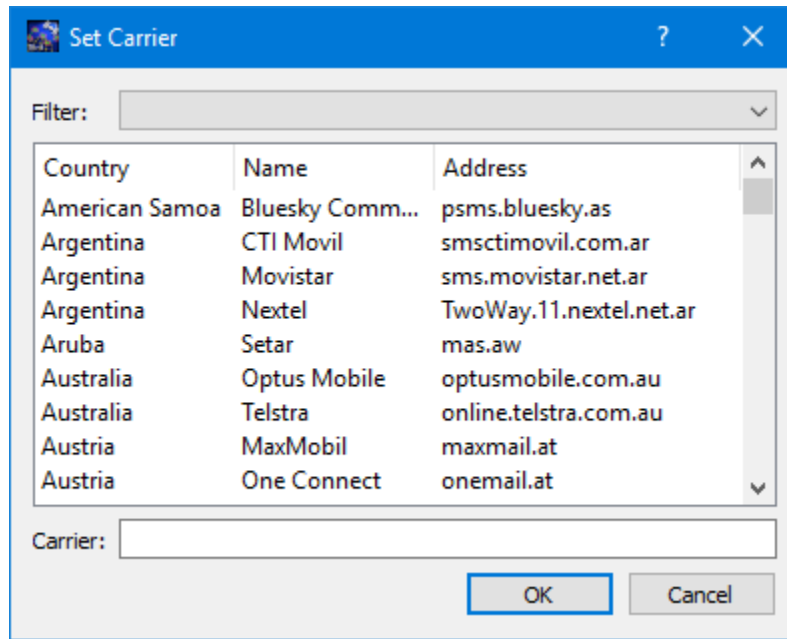 Set Carrier ?
Filter:
Country Name Address
American Samoa Bluesky Comm... psms.bluesky.as
Argentina CTI Movil smsctimovil.com.ar
Argentina Movistar sms.movistar.net.ar
Argentina Nextel TwoWay.11.nextel.net.ar
Aruba Setar mas.aw
Australia Optus Mobile optusmobile.com.au
Australia Telstra online.telstra.com.au
Austria MaxMobil maxmail.at
Austria One Connect onemail.at
Carrier:
OK Cancel